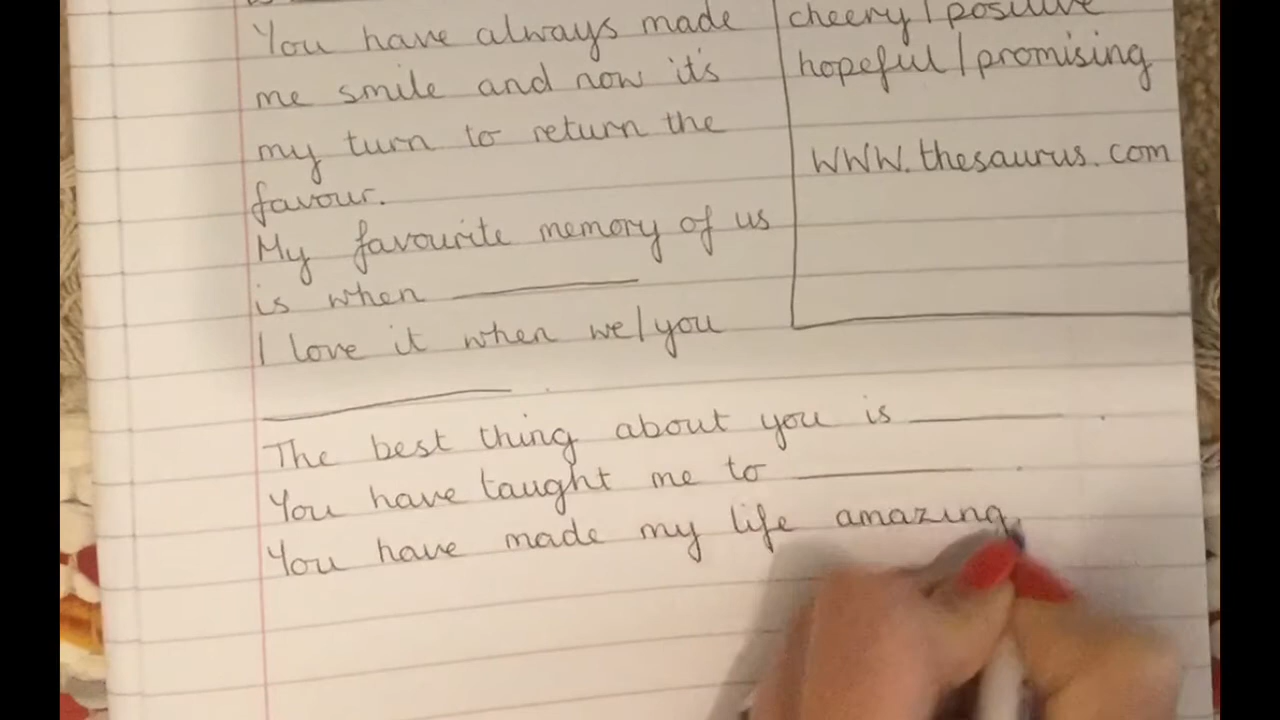 You have always made
me smile and now it's
my turn to return the
favour.
My favourite memory of us
is when
I love it when we/you
The best thing about you is
You have taught me to
You have made my life amazing
cheery / positive
hopeful / promising
WWW.thesaurus.com